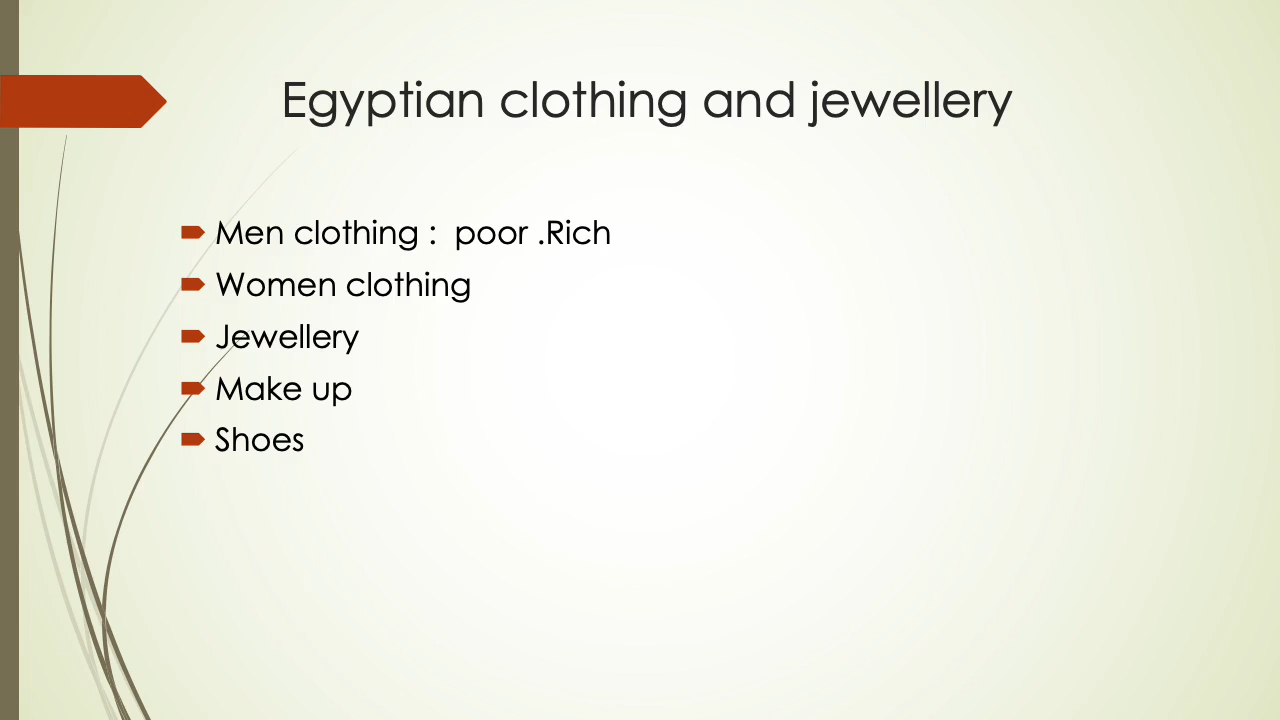 Egyptian clothing and jewellery
Men clothing :  poor .Rich
Women clothing
Jewellery
Make up
Shoes